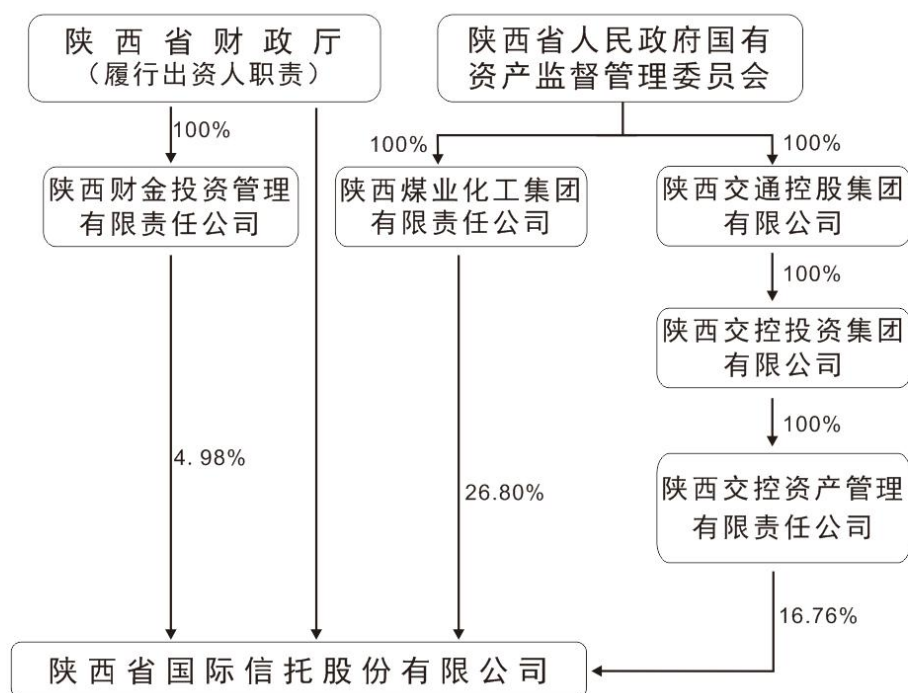 陕西省财政厅
（履行出资人职责）
陕西省人民政府国有
资产监督管理委员会
100%
100%
100%
陕西财金投资管理
有限责任公司
陕西煤业化工集团
有限责任公司
陕西交通控股集团
有限公司
100%
陕西交控投资集团
有限公司
100%
4.98%
26.80%
陕西交控资产管理
有限责任公司
16.76%
陕西省国际信托股份有限公司